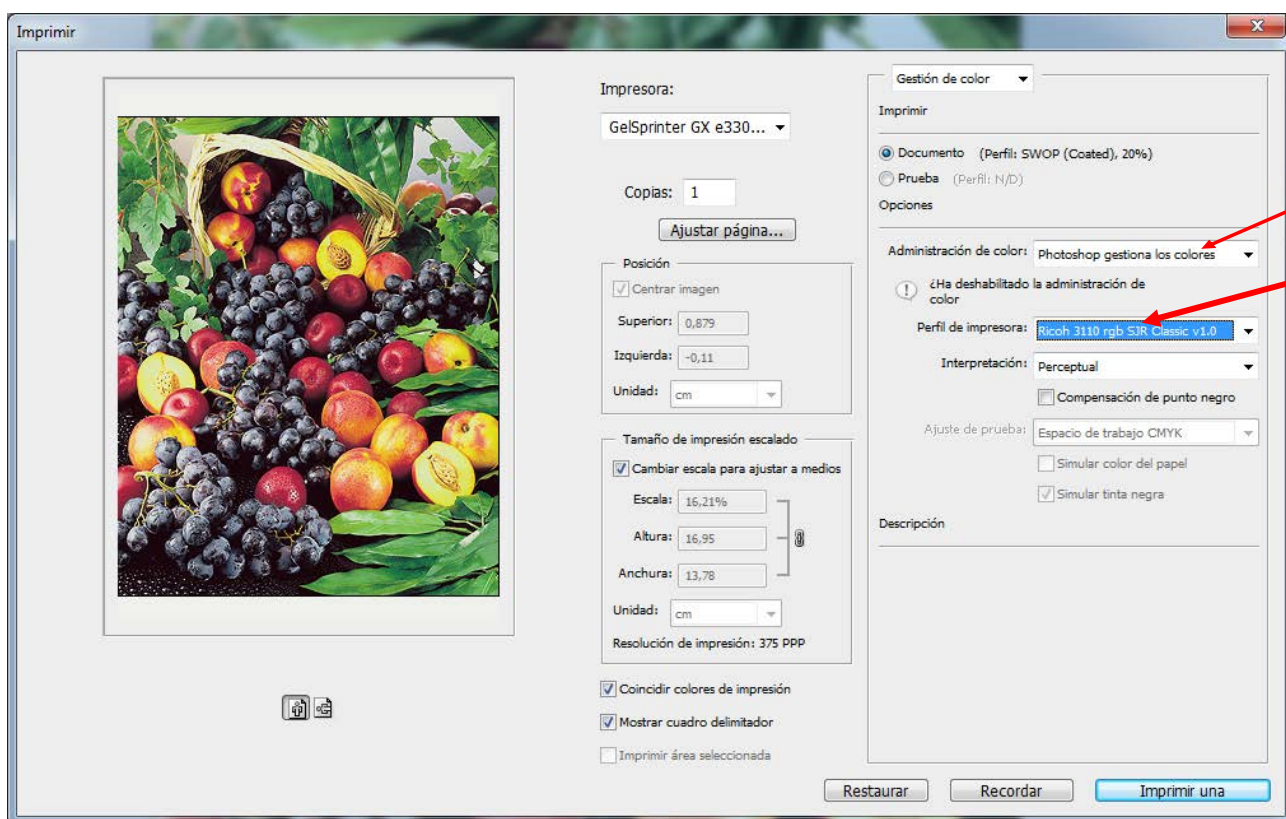 Imprimir
Impresora:
GelSprinter GX e330...
Copias: 1
Ajustar página...
Posición
Centrar imagen
Superior: 0,879
Izquierda: -0,11
Unidad: cm
Tamaño de impresión escalado
Cambiar escala para ajustar a medios
Escala: 16,21%
Altura: 16,95
Anchura: 13,78
Unidad: cm
Resolución de impresión: 375 PPP
Coincidir colores de impresión
Mostrar cuadro delimitador
Imprimir área seleccionada
Gestión de color
Imprimir
Documento (Perfil: SWOP (Coated), 20%)
Prueba (Perfil: N/D)
Opciones
Administración de color: Photoshop gestiona los colores
¿Ha deshabilitado la administración de
color
Perfil de impresora: Ricoh 3110 rgb SJR Classic v1.0
Interpretación: Perceptual
Compensación de punto negro
Ajuste de prueba: Espacio de trabajo CMYK
Simular color del papel
Simular tinta negra
Descripción
Restaurar Recordar Imprimir una